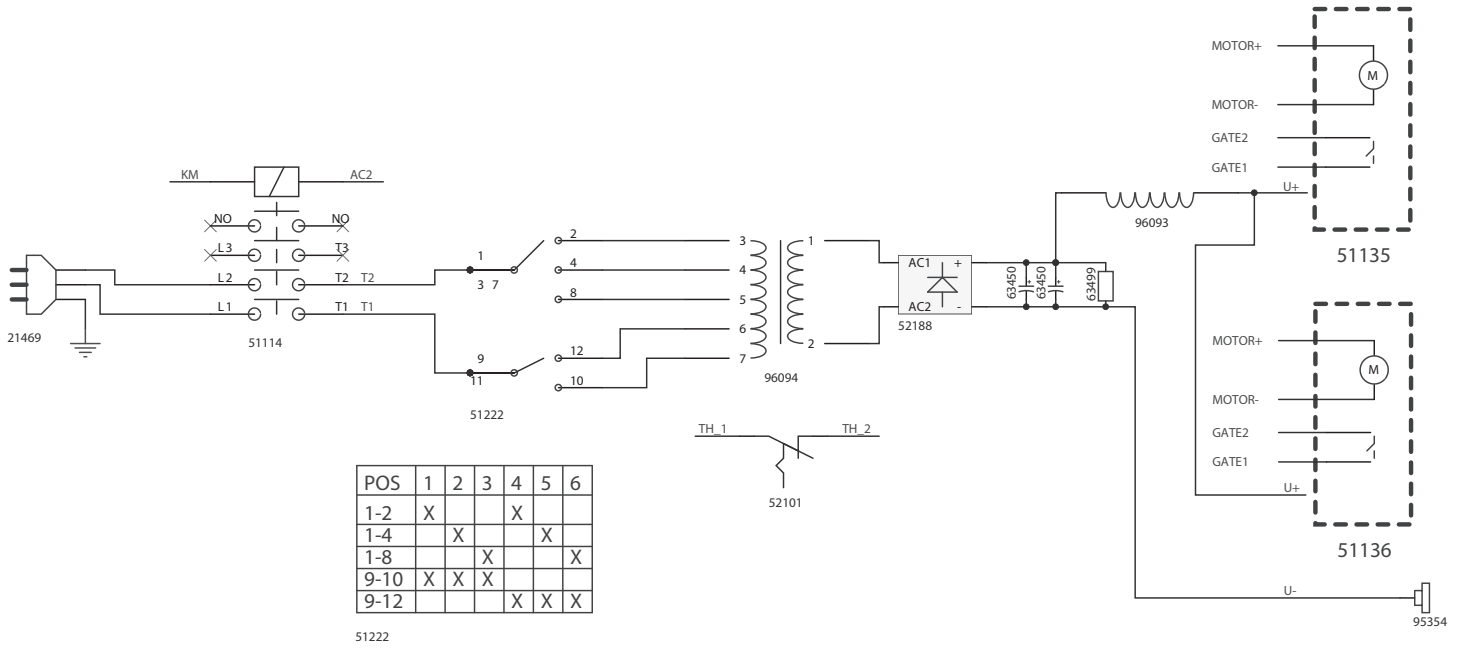 MOTOR+
M
MOTOR-
GATE2
GATE1
U+
51135
KM
AC2
NO
NO
L3
T3
L2
T2
T2
L1
T1
T1
21469
51114
1
3 7
2
4
8
9
11
12
10
51222
3
4
5
6
7
1
2
96094
AC1
+
AC2
-
52188
63450
63450
63499
96093
TH_1
TH_2
52101
MOTOR+
M
MOTOR-
GATE2
GATE1
U+
51136
U-
95354
POS 1 2 3 4 5 6
1-2 X X
1-4 X X
1-8 X X
9-10 X X X
9-12 X X X
51222